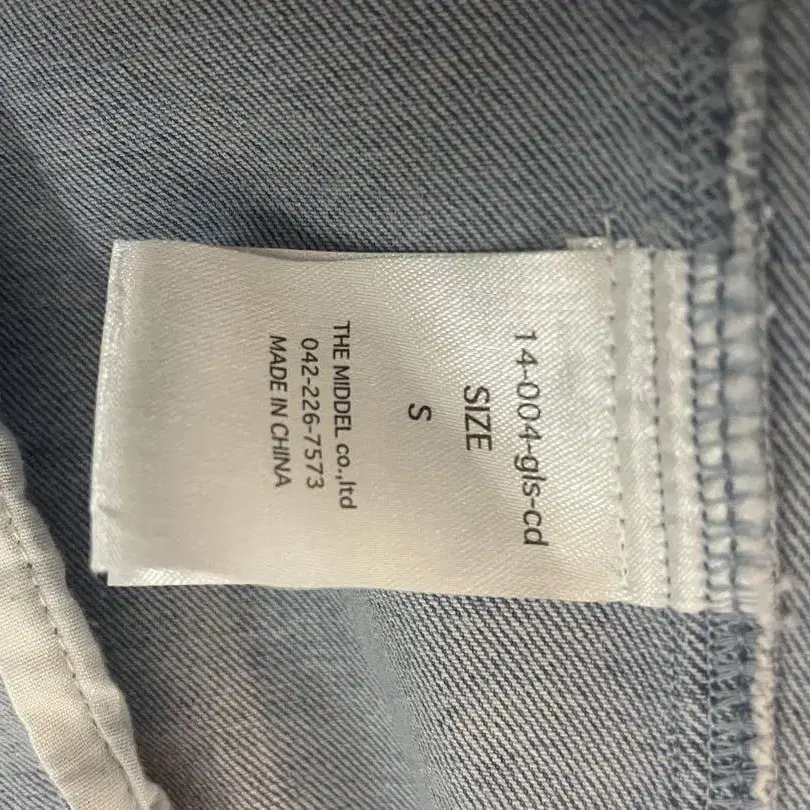 14-004-gls-cd
SIZE
S
THE MIDDEL co.,ltd
042-226-7573
MADE IN CHINA